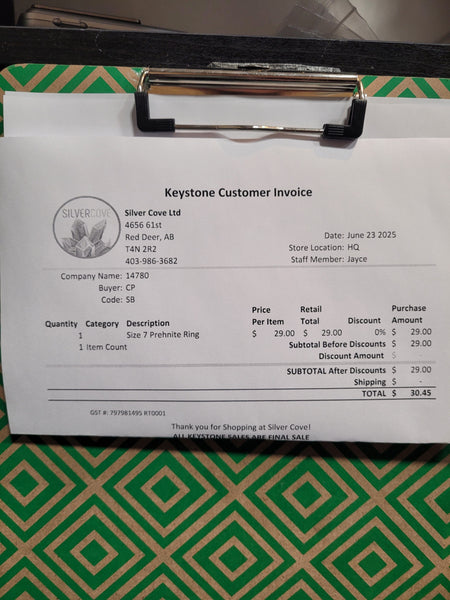 Keystone Customer Invoice
SILVERCOVE
Silver Cove Ltd
4656 61st
Red Deer, AB
T4N 2R2
403-986-3682
Date: June 23 2025
Store Location: HQ
Staff Member: Jayce
Company Name: 14780
Buyer: CP
Code: SB
Quantity Category Description Price Per Item Retail Total Discount Purchase Amount
1 Size 7 Prehnite Ring $ 29.00 $ 29.00 0% $ 29.00
1 Item Count
Subtotal Before Discounts $ 29.00
Discount Amount $
SUBTOTAL After Discounts $ 29.00
Shipping $ -
TOTAL $ 30.45
GST #: 797981495 RT0001
Thank you for Shopping at Silver Cove!
ALL KEYSTONE SALES ARE FINAL SALE